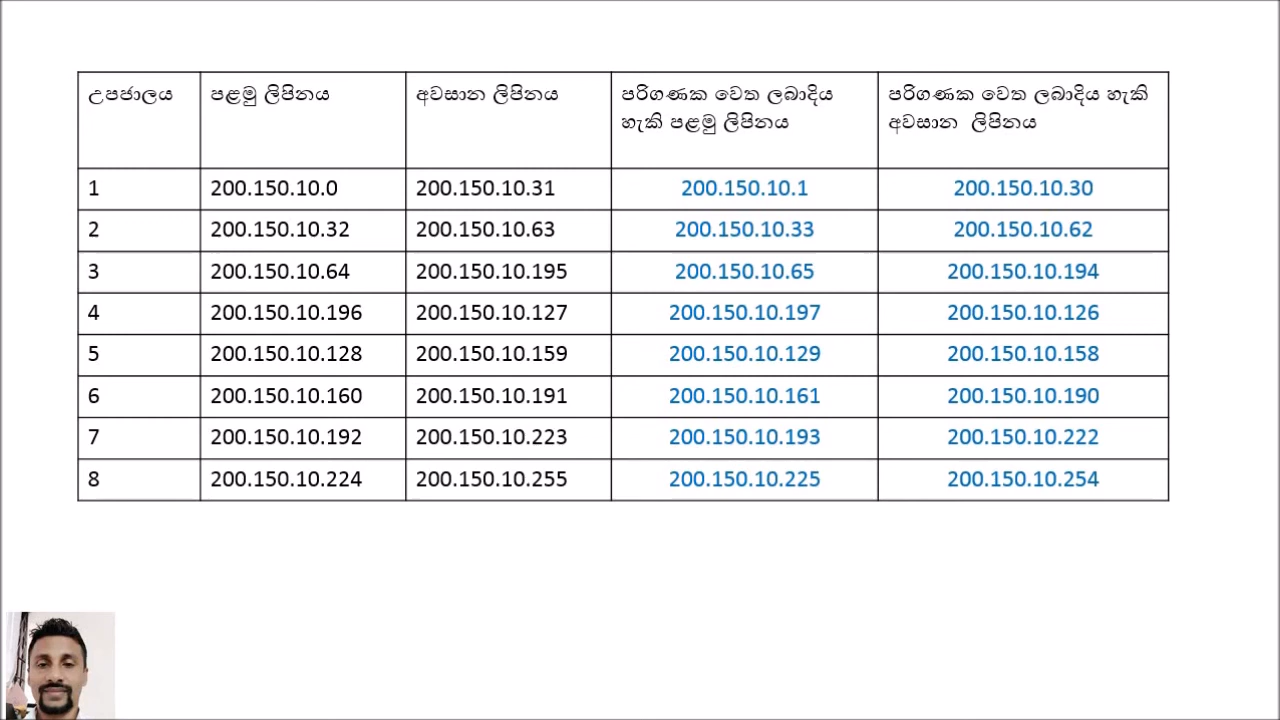 උපජාලය පළමු ලිපිනය අවසාන ලිපිනය පරිගණක වෙත ලබාදිය පරිගණක වෙත ලබාදිය හැකි
හැකි පළමු ලිපිනය අවසාන ලිපිනය
1 200.150.10.0 200.150.10.31 200.150.10.1 200.150.10.30
2 200.150.10.32 200.150.10.63 200.150.10.33 200.150.10.62
3 200.150.10.64 200.150.10.195 200.150.10.65 200.150.10.194
4 200.150.10.196 200.150.10.127 200.150.10.197 200.150.10.126
5 200.150.10.128 200.150.10.159 200.150.10.129 200.150.10.158
6 200.150.10.160 200.150.10.191 200.150.10.161 200.150.10.190
7 200.150.10.192 200.150.10.223 200.150.10.193 200.150.10.222
8 200.150.10.224 200.150.10.255 200.150.10.225 200.150.10.254